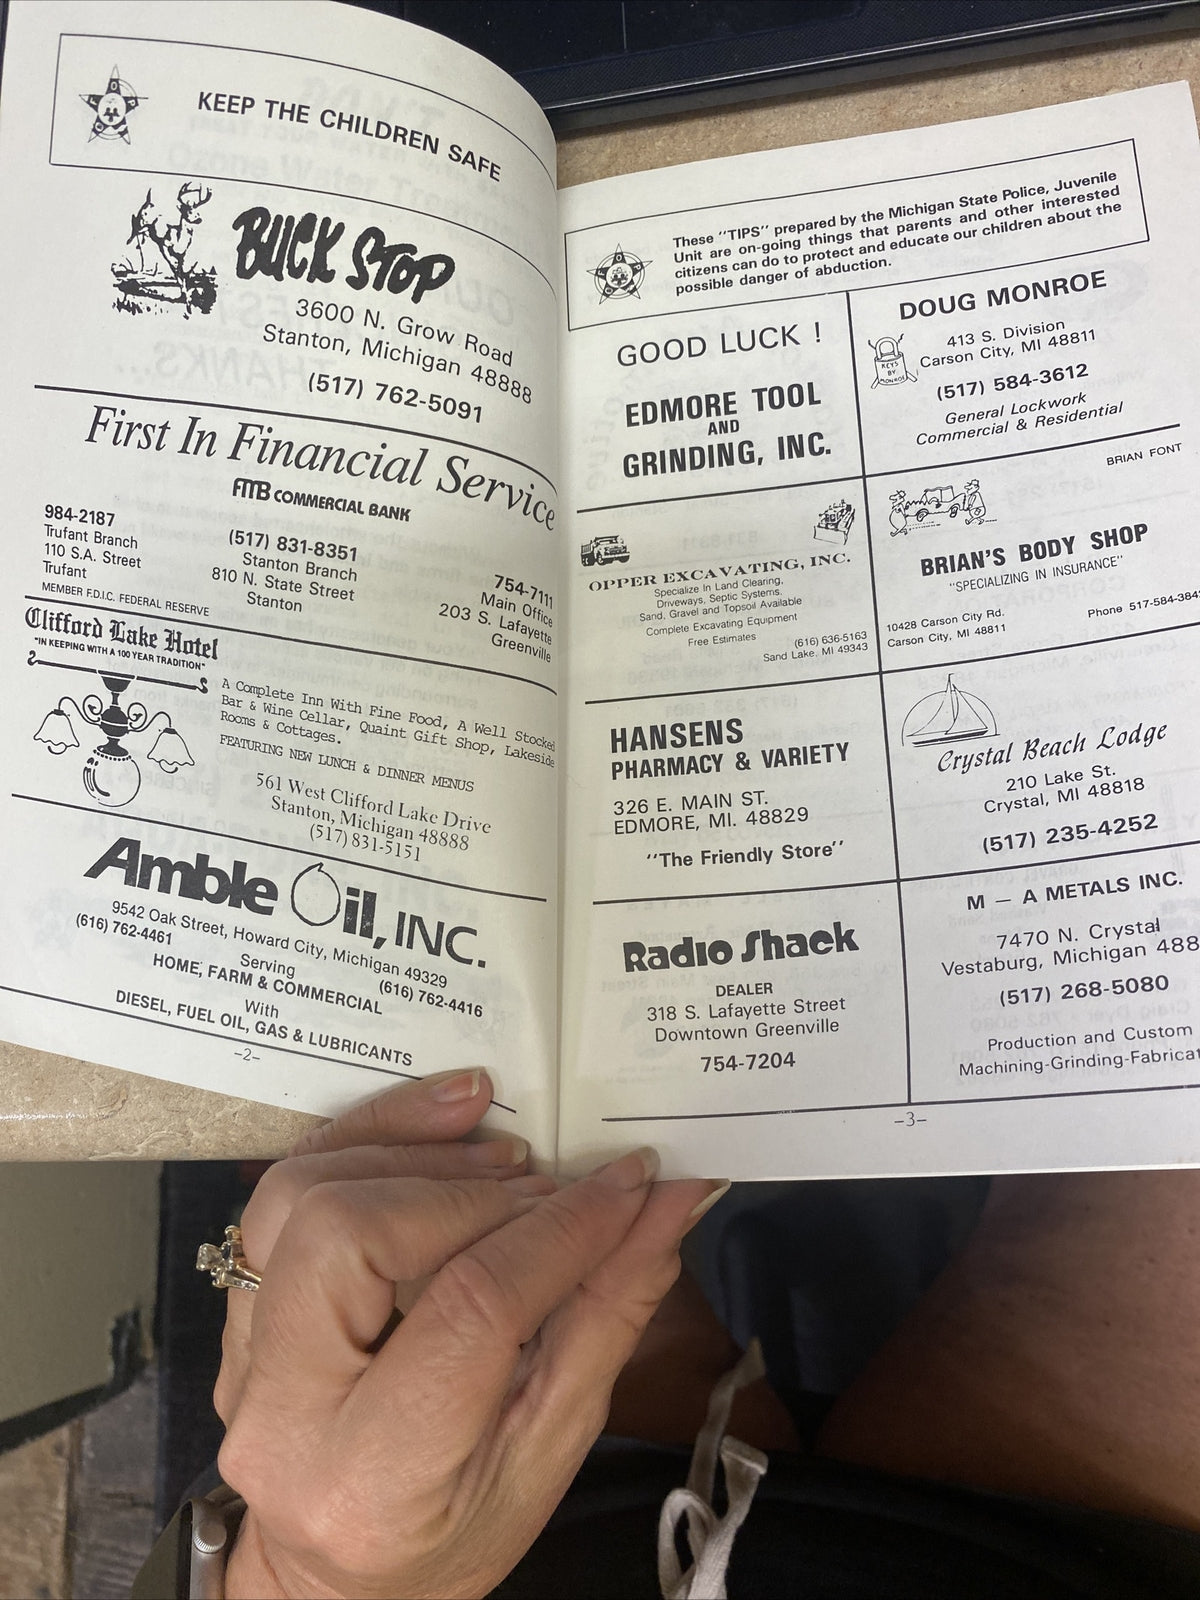 KEEP THE CHILDREN SAFE
BUCK STOP
3600 N. Grow Road
Stanton, Michigan 48888
(517) 762-5091
First In Financial Service
FMB COMMERCIAL BANK
984-2187
Trufant Branch
110 S.A. Street
Trufant
(517) 831-8351
Stanton Branch
810 N. State Street
Stanton
754-7111
Main Office
203 S. Lafayette
Greenville
MEMBER F.D.I.C. FEDERAL RESERVE
Clifford Lake Hotel
"IN KEEPING WITH A 100 YEAR TRADITION"
A Complete Inn With Fine Food, A Well Stocked
Bar & Wine Cellar, Quaint Gift Shop, Lakeside
Rooms & Cottages.
FEATURING NEW LUNCH & DINNER MENUS
561 West Clifford Lake Drive
Stanton, Michigan 48888
(517) 831-5151
Amble Oil, INC.
9542 Oak Street, Howard City, Michigan 49329
(616) 762-4461
(616) 762-4416
Serving
HOME, FARM & COMMERCIAL
With
DIESEL, FUEL OIL, GAS & LUBRICANTS
-2-
These "TIPS" prepared by the Michigan State Police, Juvenile
Unit are on-going things that parents and other interested
citizens can do to protect and educate our children about the
possible danger of abduction.
GOOD LUCK !
EDMORE TOOL
AND
GRINDING, INC.
DOUG MONROE
KEYS
BY
MONROE
413 S. Division
Carson City, MI 48811
(517) 584-3612
General Lockwork
Commercial & Residential
OPPER EXCAVATING, INC.
Specialize In Land Clearing,
Driveways, Septic Systems.
Sand, Gravel and Topsoil Available
Complete Excavating Equipment
Free Estimates
(616) 636-5163
Sand Lake, MI 49343
BRIAN FONT
BRIAN'S BODY SHOP
"SPECIALIZING IN INSURANCE"
10428 Carson City Rd.
Carson City, MI 48811
Phone 517-584-384
HANSENS
PHARMACY & VARIETY
326 E. MAIN ST.
EDMORE, MI. 48829
"The Friendly Store"
Crystal Beach Lodge
210 Lake St.
Crystal, MI 48818
(517) 235-4252
Radio Shack
DEALER
318 S. Lafayette Street
Downtown Greenville
754-7204
M — A METALS INC.
7470 N. Crystal
Vestaburg, Michigan 488
(517) 268-5080
Production and Custom
Machining-Grinding-Fabricat
-3-